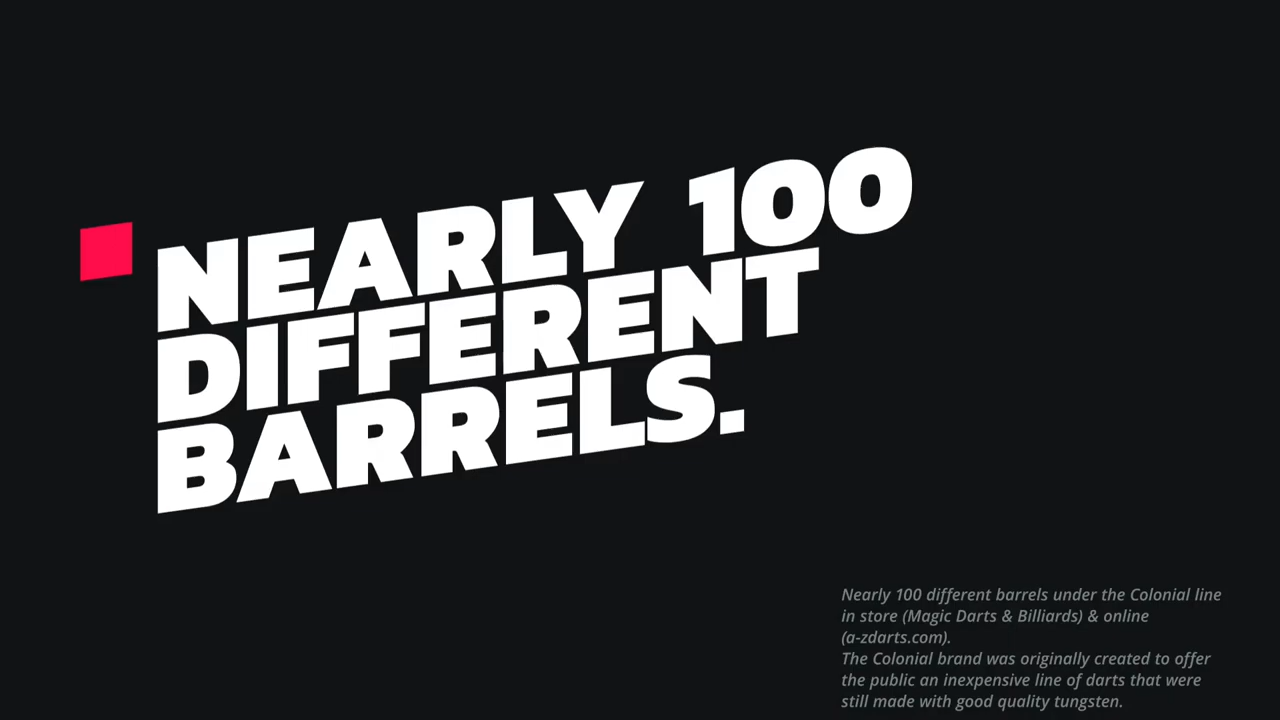 NEARLY 100
DIFFERENT
BARRELS.
Nearly 100 different barrels under the Colonial line
in store (Magic Darts & Billiards) & online
(a-zdarts.com).
The Colonial brand was originally created to offer
the public an inexpensive line of darts that were
still made with good quality tungsten.